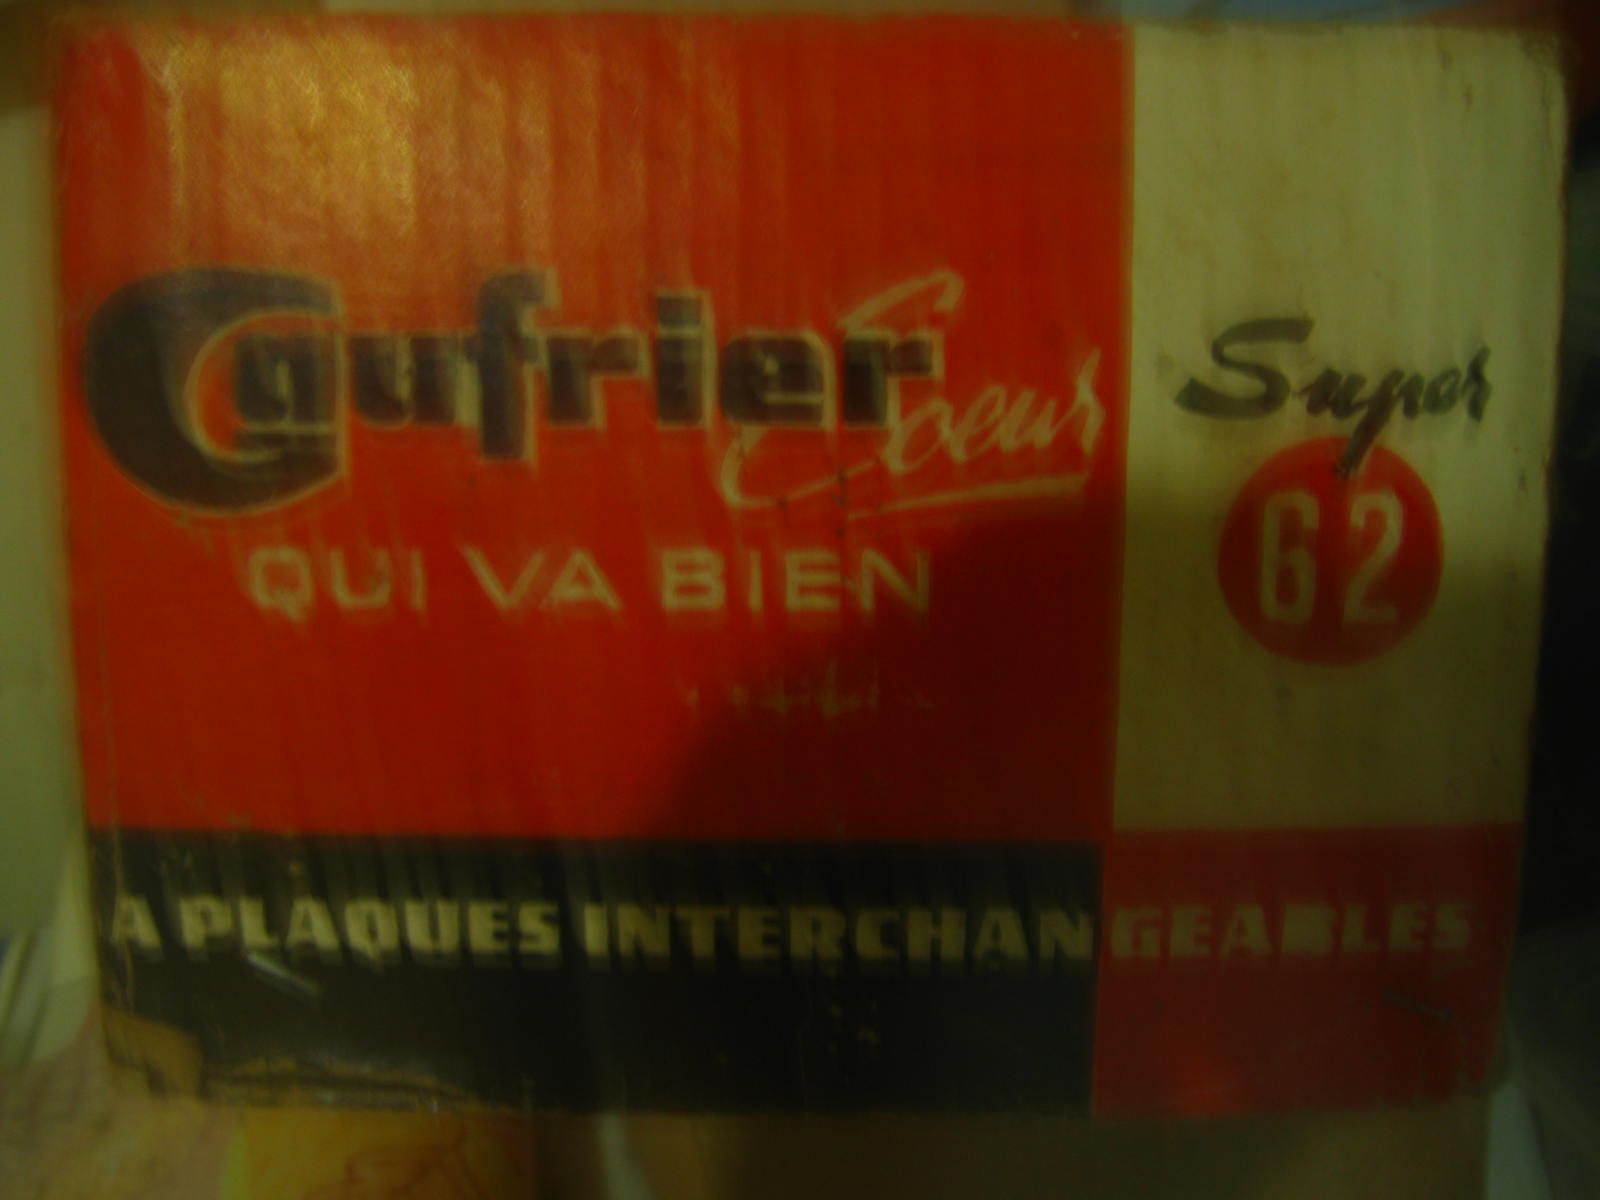 Gaufrier
Coeur
QUI VA BIEN
Super
62
A PLAQUES INTERCHANGEABLES